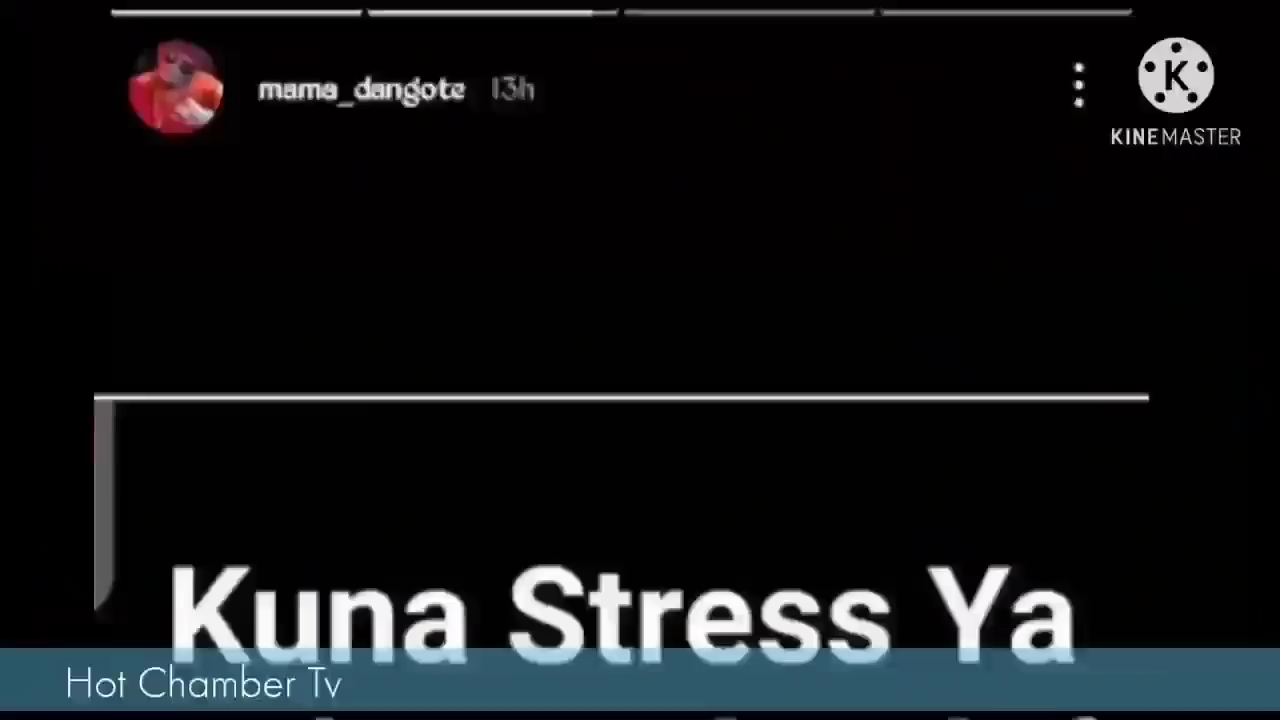 mama_dangote 13h
K
KINEMASTER
Kuna Stress Ya
Hot Chamber Tv